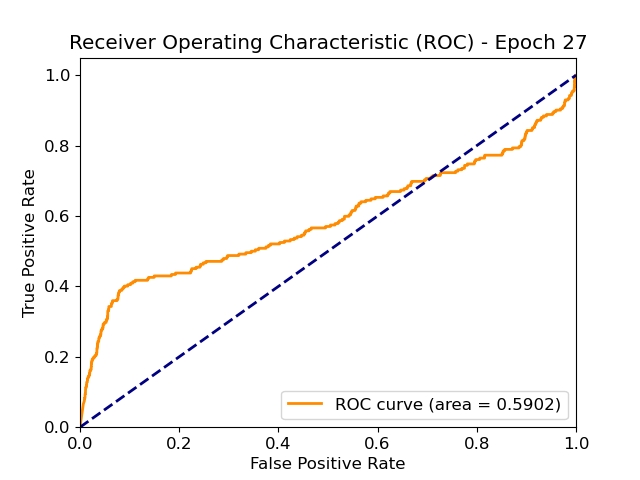 Receiver Operating Characteristic (ROC) - Epoch 27
1.0
0.8
0.6
0.4
0.2
0.0
True Positive Rate
ROC curve (area = 0.5902)
0.0 0.2 0.4 0.6 0.8 1.0
False Positive Rate